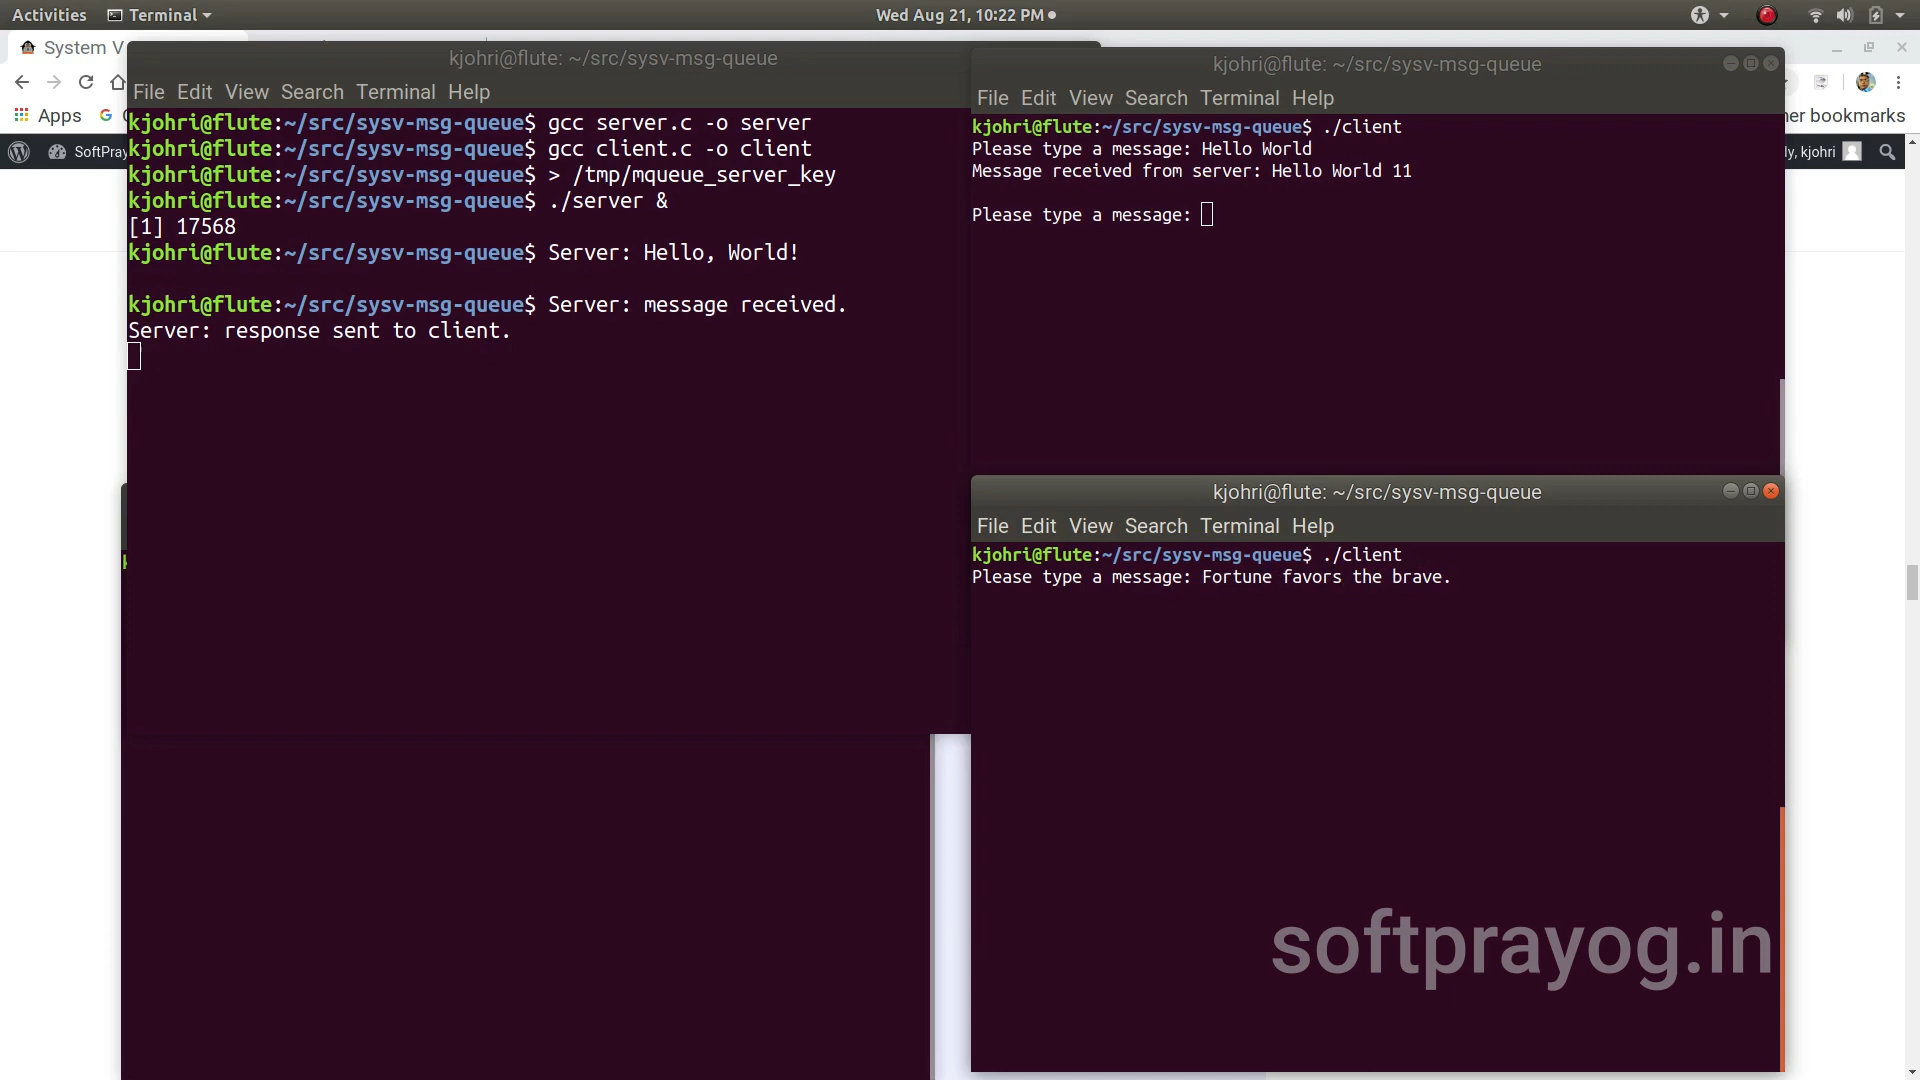 Activities Terminal Wed Aug 21, 10:22 PM
System V
Apps
her bookmarks
SoftPray
y, kjohri
kjohri@flute: ~/src/sysv-msg-queue
File Edit View Search Terminal Help
kjohri@flute:~/src/sysv-msg-queue$ gcc server.c -o server
kjohri@flute:~/src/sysv-msg-queue$ gcc client.c -o client
kjohri@flute:~/src/sysv-msg-queue$ > /tmp/mqueue_server_key
kjohri@flute:~/src/sysv-msg-queue$ ./server &
[1] 17568
kjohri@flute:~/src/sysv-msg-queue$ Server: Hello, World!
kjohri@flute:~/src/sysv-msg-queue$ Server: message received.
Server: response sent to client.
kjohri@flute: ~/src/sysv-msg-queue
File Edit View Search Terminal Help
kjohri@flute:~/src/sysv-msg-queue$ ./client
Please type a message: Hello World
Message received from server: Hello World 11
Please type a message:
kjohri@flute: ~/src/sysv-msg-queue
File Edit View Search Terminal Help
kjohri@flute:~/src/sysv-msg-queue$ ./client
Please type a message: Fortune favors the brave.
softprayog.in